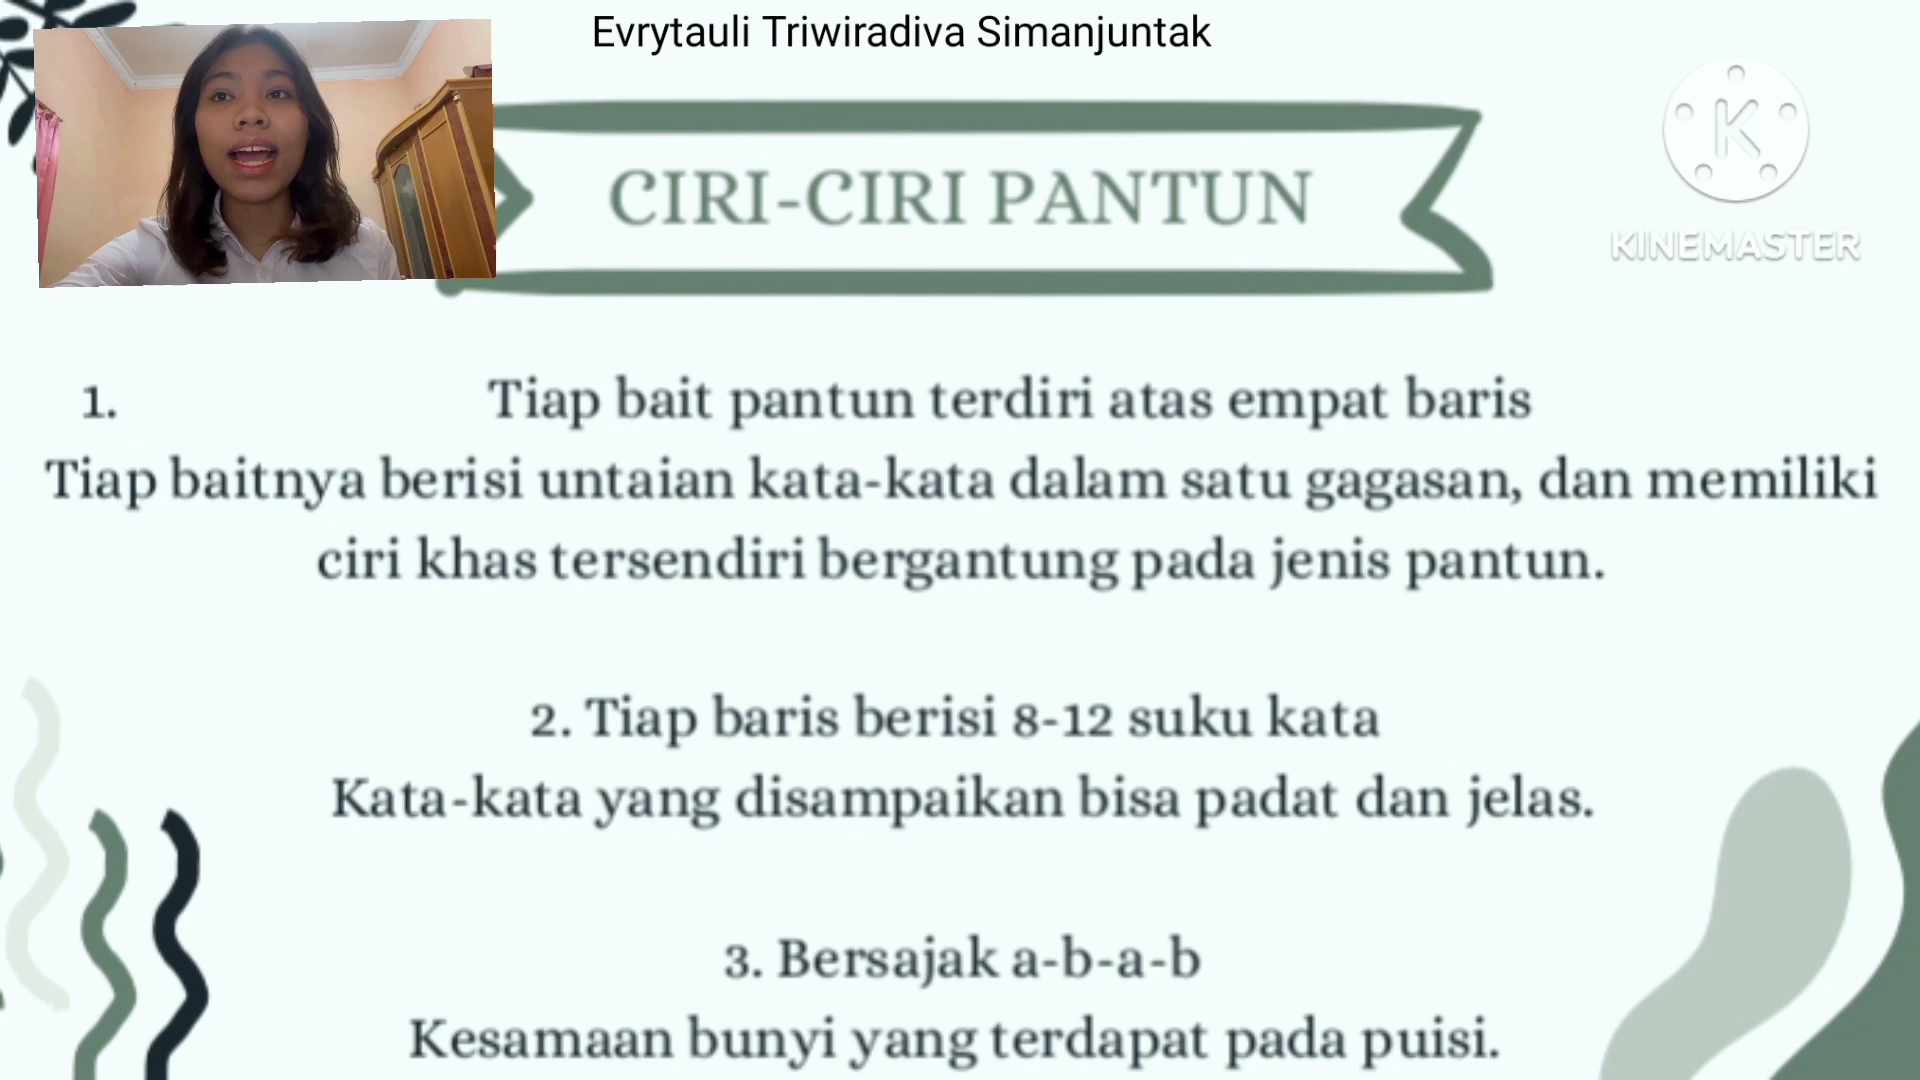 Evrytauli Triwiradiva Simanjuntak
CIRI-CIRI PANTUN
K
KINEMASTER
1. Tiap bait pantun terdiri atas empat baris
Tiap baitnya berisi untaian kata-kata dalam satu gagasan, dan memiliki
ciri khas tersendiri bergantung pada jenis pantun.
2. Tiap baris berisi 8-12 suku kata
Kata-kata yang disampaikan bisa padat dan jelas.
3. Bersajak a-b-a-b
Kesamaan bunyi yang terdapat pada puisi.